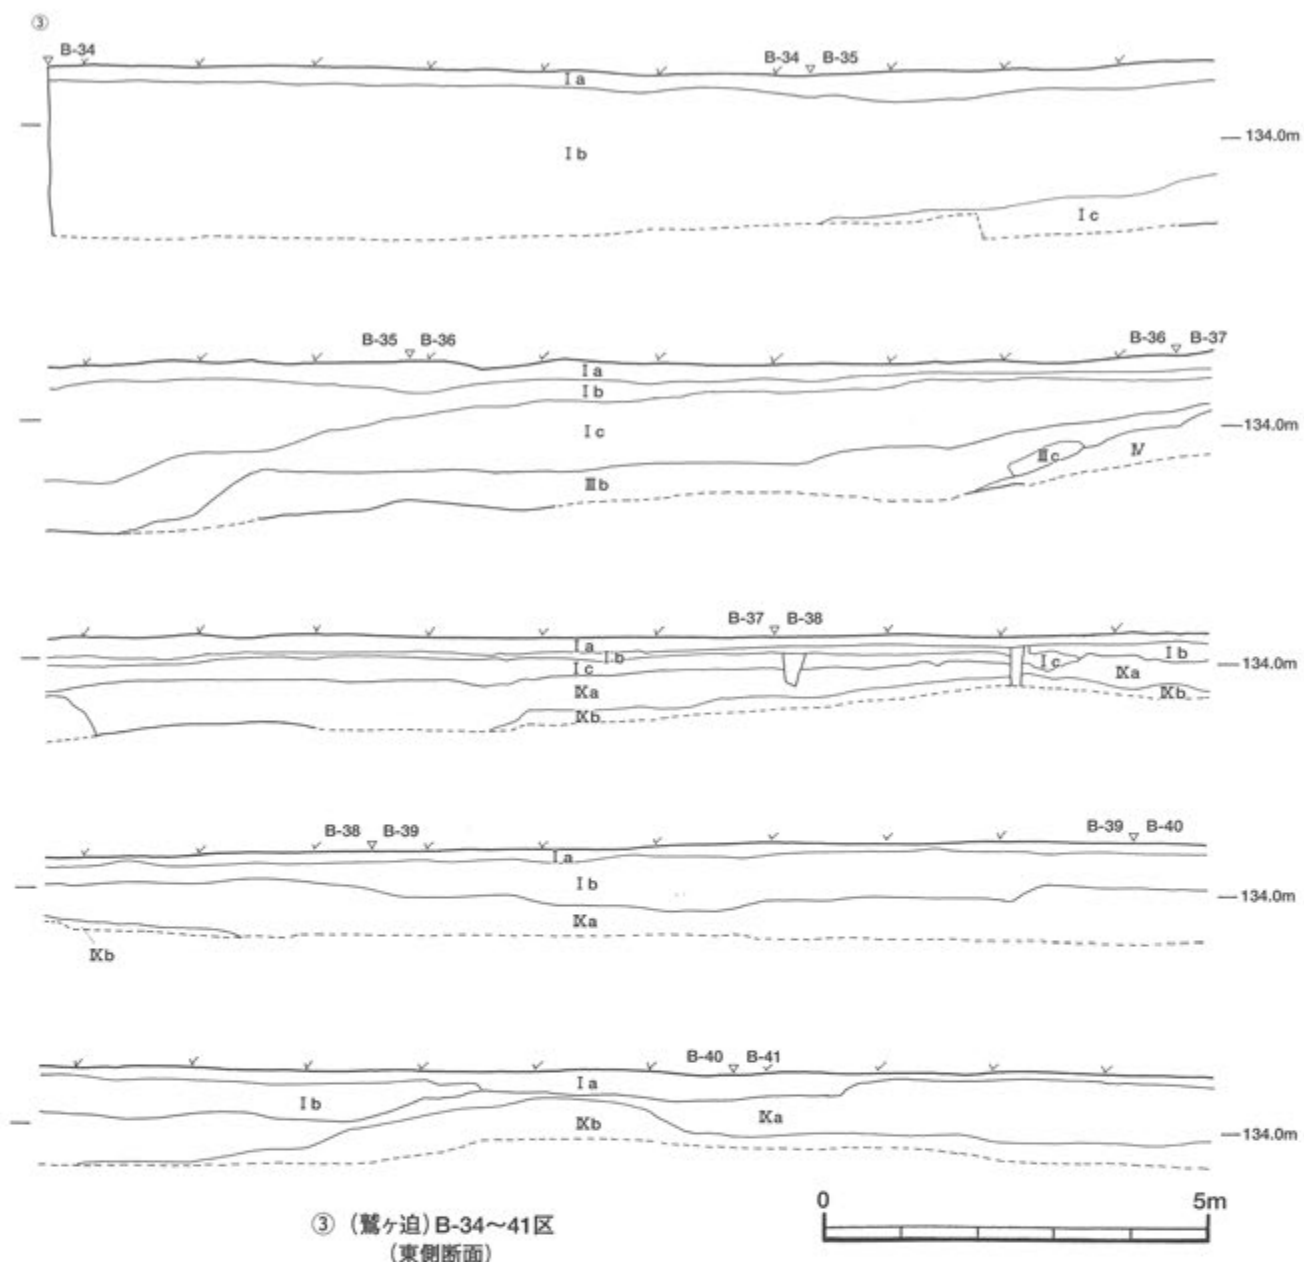 ③
B-34
B-34 B-35
Ⅰa
134.0m
Ⅰb
Ⅰc
B-35 B-36
B-36 B-37
Ⅰa
Ⅰb
Ⅰc
134.0m
Ⅲc
Ⅳ
Ⅲb
B-37 B-38
Ⅰa
Ⅰb
Ⅰb
Ⅰc
Ⅰc
134.0m
Ⅸa
Ⅸa
Ⅸb
Ⅸb
B-38 B-39
B-39 B-40
Ⅰa
Ⅰb
134.0m
Ⅸa
Ⅸb
B-40 B-41
Ⅰa
Ⅰb
Ⅸb
Ⅸa
134.0m
0 5m
③ (鷲ヶ迫) B-34〜41区
(東側断面)